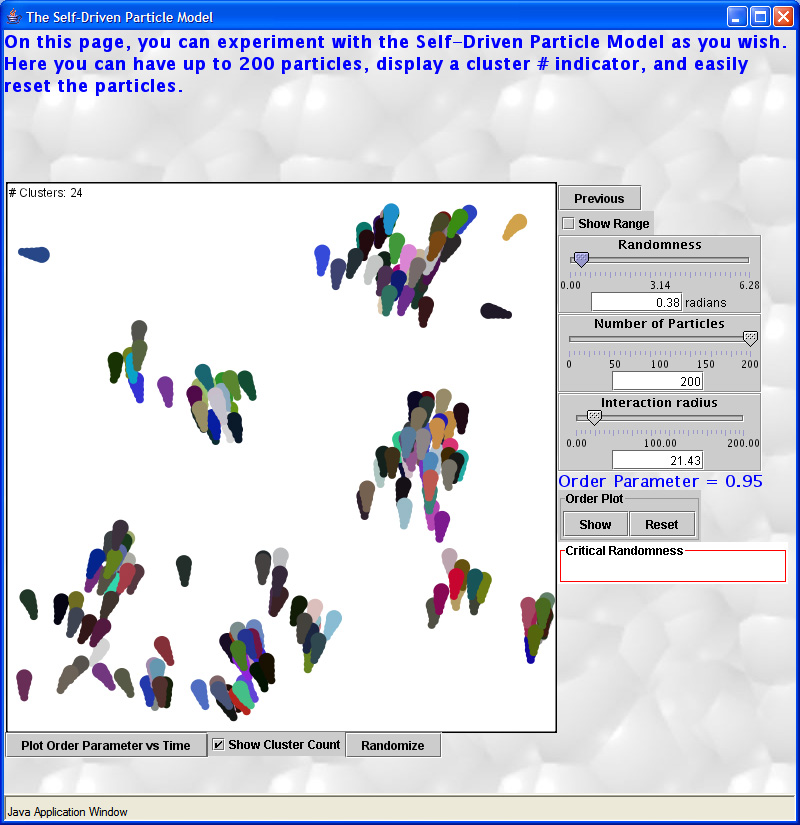 The Self-Driven Particle Model
On this page, you can experiment with the Self-Driven Particle Model as you wish.
Here you can have up to 200 particles, display a cluster # indicator, and easily
reset the particles.
# Clusters: 24
Previous
Show Range
Randomness
0.00 3.14 6.28
0.38 radians
Number of Particles
0 50 100 150 200
200
Interaction radius
0.00 100.00 200.00
21.43
Order Parameter = 0.95
Order Plot
Show Reset
Critical Randomness
Plot Order Parameter vs Time Show Cluster Count Randomize
Java Application Window